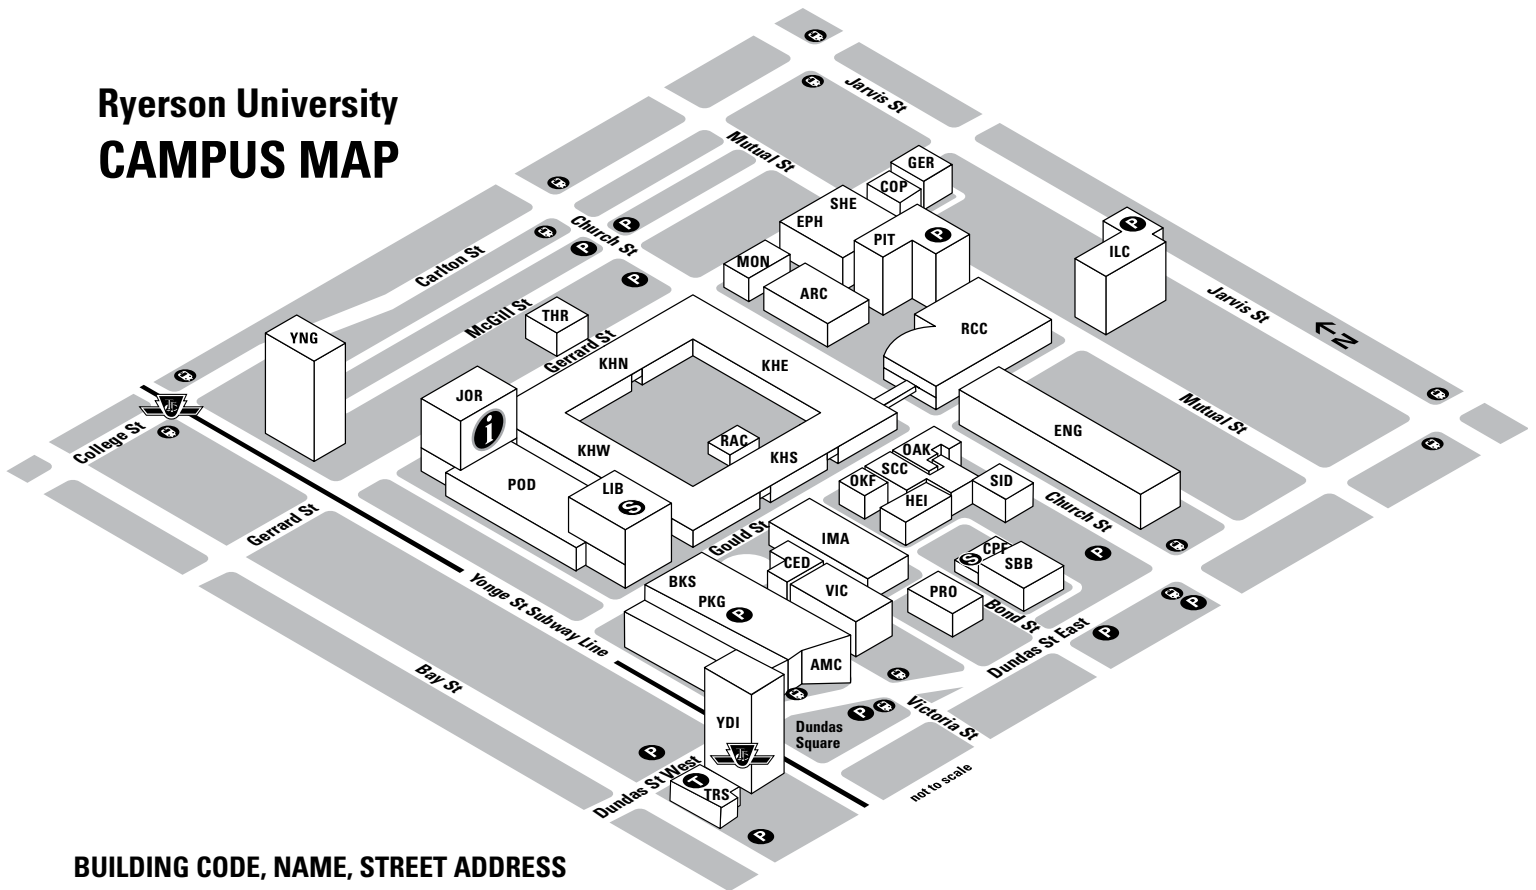 Ryerson University
CAMPUS MAP
Jarvis St
Mutual St
GER
COP
SHE
EPH
PIT
P
P
ILC
Church St
P
P
Carlton St
MON
ARC
P
McGill St
THR
Gerrard St
YNG
RCC
Jarvis St
N
KHN
KHE
JOR
i
College St
Mutual St
ENG
RAC
KHW
KHS
OAK
SCC
OKF
HEI
SID
POD
LIB
S
Church St
Gerrard St
Gould St
IMA
CPF
S
SBB
P
CED
VIC
PRO
BKS
PKG
P
Bond St
P
P
Yonge St Subway Line
Dundas St East
AMC
Bay St
Victoria St
YDI
P
Dundas
Square
P
Dundas St West
T
TRS
not to scale
P
BUILDING CODE, NAME, STREET ADDRESS